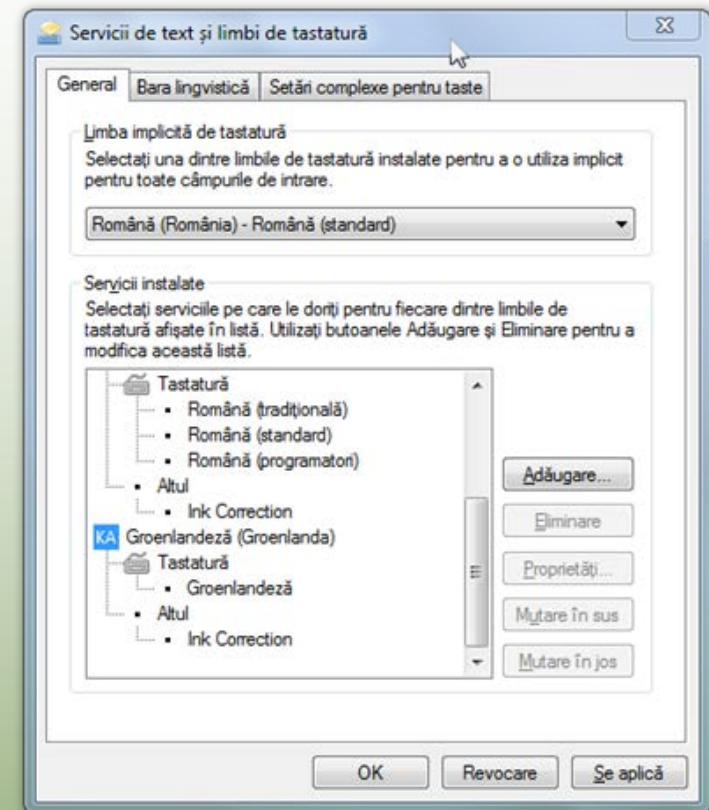 Servicii de text și limbi de tastatură
General
Bara lingvistică
Setări complexe pentru taste
Limba implicită de tastatură
Selectați una dintre limbile de tastatură instalate pentru a o utiliza implicit
pentru toate câmpurile de intrare.
Română (România) - Română (standard)
Servicii instalate
Selectați serviciile pe care le doriți pentru fiecare dintre limbile de
tastatură afișate în listă. Utilizați butoanele Adăugare și Eliminare pentru a
modifica această listă.
Tastatură
Română (tradițională)
Română (standard)
Română (programatori)
Altul
Ink Correction
KA Groenlandeză (Groenlanda)
Tastatură
Groenlandeză
Altul
Ink Correction
Adăugare...
Eliminare
Proprietăți...
Mutare în sus
Mutare în jos
OK
Revocare
Se aplică